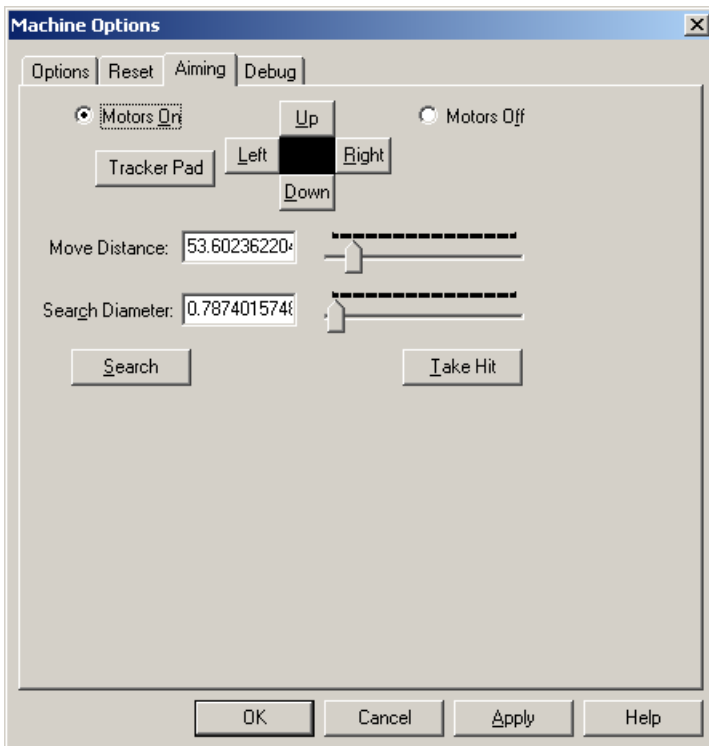 Machine Options
Options Reset Aiming Debug
Motors On Up Motors Off
Left Right
Tracker Pad
Down
Move Distance: 53.602362204
Search Diameter: 0.787401574
Search Take Hit
OK Cancel Apply Help